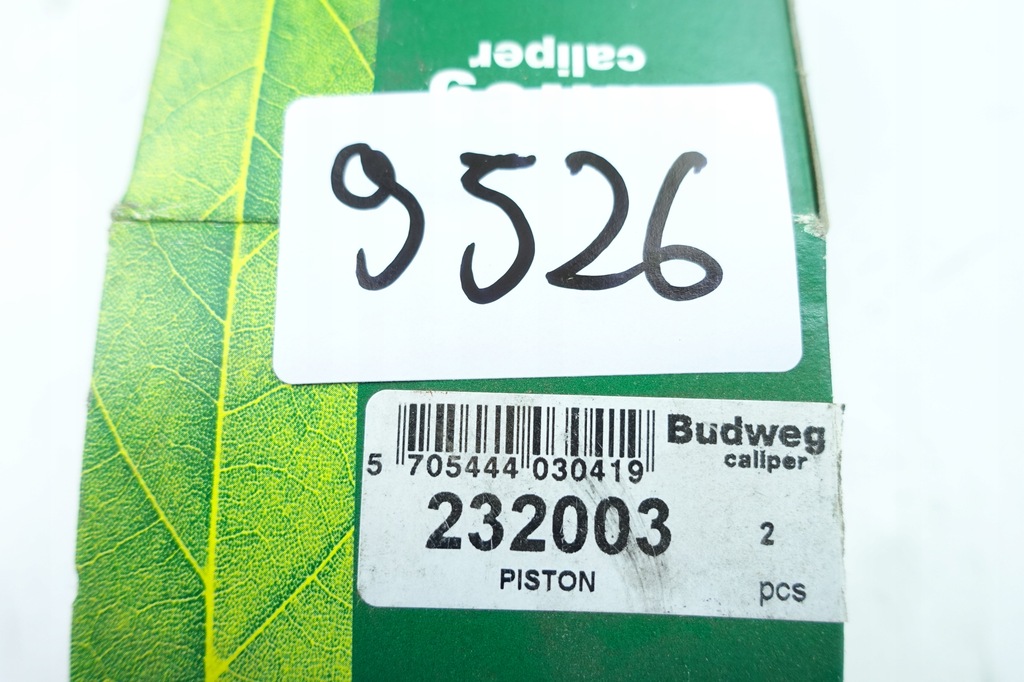 caliper
9526
Budweg
caliper
5 705444 030419
232003
2
PISTON
pcs